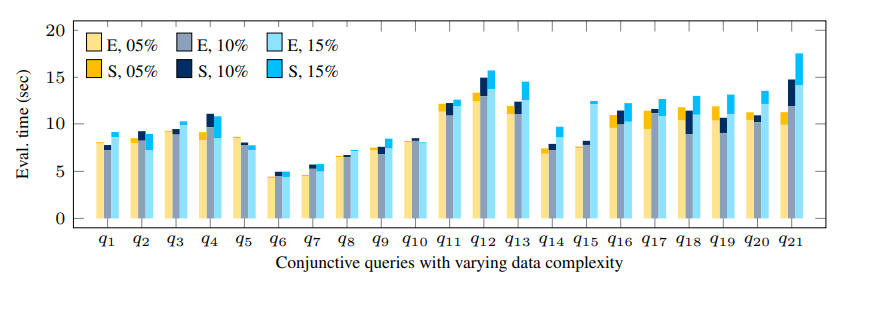 20
15
10
5
0
Eval. time (sec)
E, 05% E, 10% E, 15%
S, 05% S, 10% S, 15%
q1 q2 q3 q4 q5 q6 q7 q8 q9 q10 q11 q12 q13 q14 q15 q16 q17 q18 q19 q20 q21
Conjunctive queries with varying data complexity